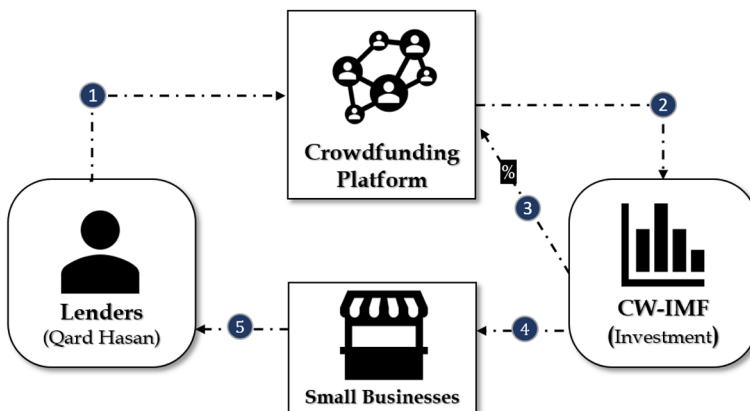 1
2
Crowdfunding
Platform
%
3
Lenders
(Qard Hasan)
CW-IMF
(Investment)
5
4
Small Businesses